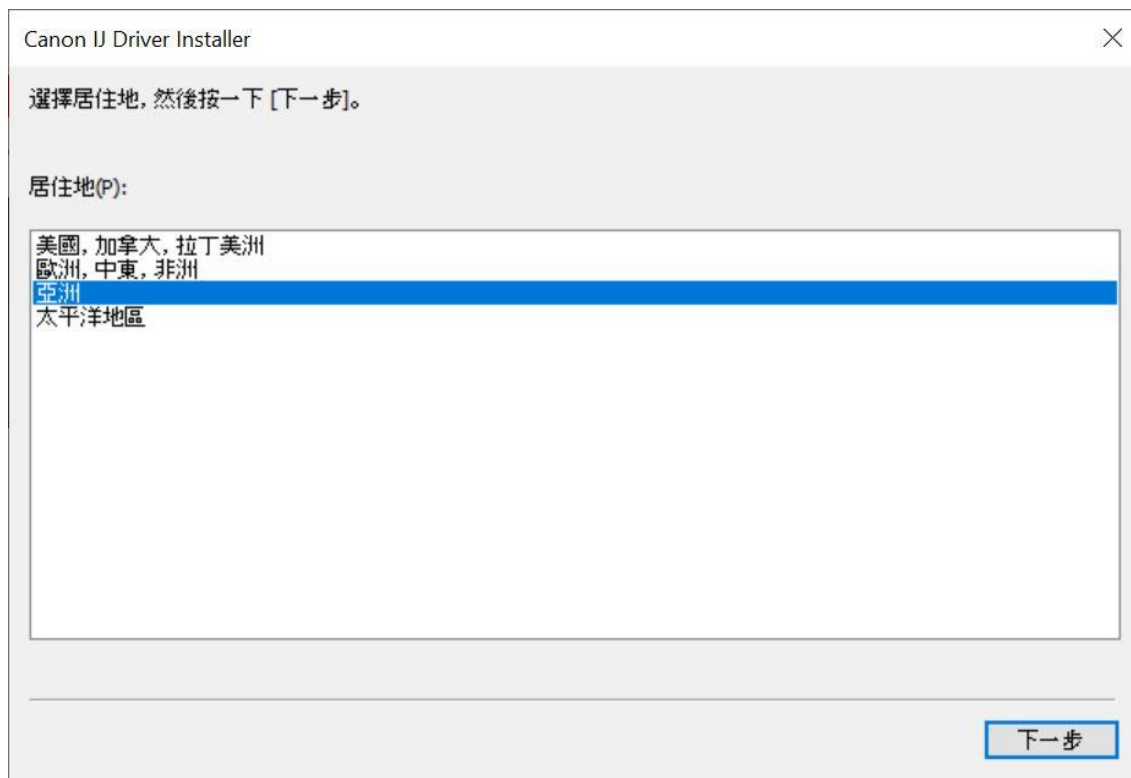 Canon IJ Driver Installer
選擇居住地, 然後按一下 [下一步]。
居住地(P):
美國, 加拿大, 拉丁美洲
歐洲, 中東, 非洲
亞洲
太平洋地區
下一步